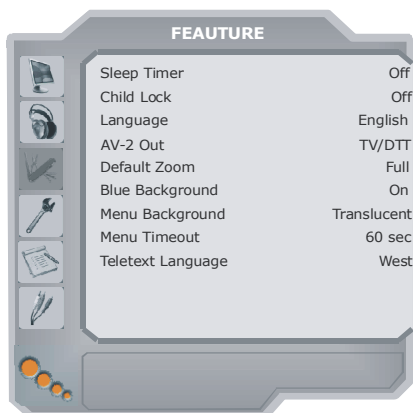 FEAUTURE
Sleep Timer Off
Child Lock Off
Language English
AV-2 Out TV/DTT
Default Zoom Full
Blue Background On
Menu Background Translucent
Menu Timeout 60 sec
Teletext Language West